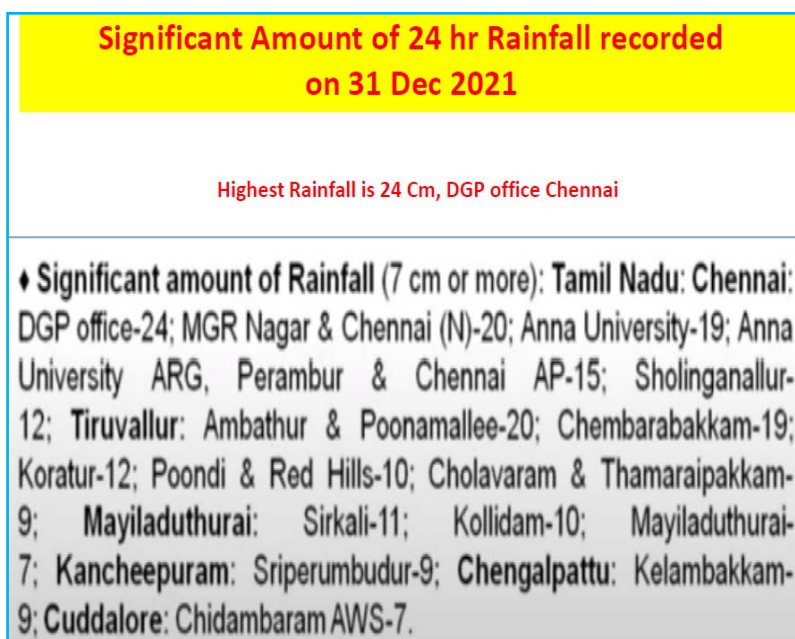 Significant Amount of 24 hr Rainfall recorded
on 31 Dec 2021
Highest Rainfall is 24 Cm, DGP office Chennai
♦ Significant amount of Rainfall (7 cm or more): Tamil Nadu: Chennai:
DGP office-24; MGR Nagar & Chennai (N)-20; Anna University-19; Anna
University ARG, Perambur & Chennai AP-15; Sholinganallur-
12; Tiruvallur: Ambathur & Poonamallee-20; Chembarabakkam-19;
Koratur-12; Poondi & Red Hills-10; Cholavaram & Thamaraipakkam-
9; Mayiladuthurai: Sirkali-11; Kollidam-10; Mayiladuthurai-
7; Kancheepuram: Sriperumbudur-9; Chengalpattu: Kelambakkam-
9; Cuddalore: Chidambaram AWS-7.